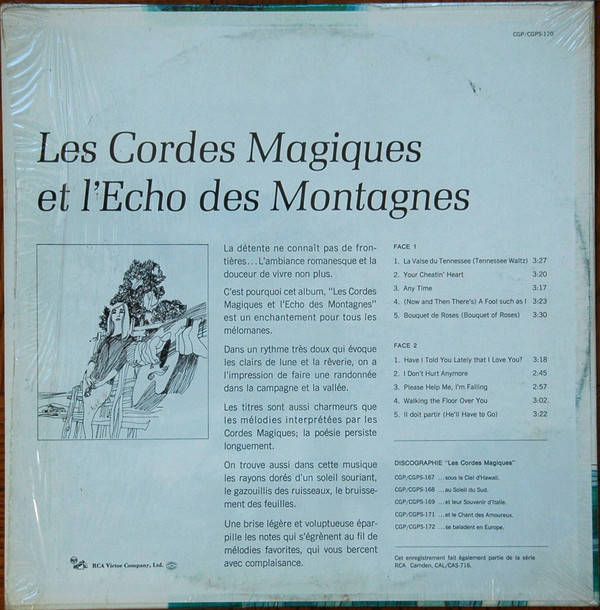 CGP/CGPS-170
Les Cordes Magiques
et l'Echo des Montagnes
La détente ne connaît pas de fron-
tières... L'ambiance romanesque et la
douceur de vivre non plus.
C'est pourquoi cet album, "Les Cordes
Magiques et l'Echo des Montagnes"
est un enchantement pour tous les
mélomanes.
Dans un rythme très doux qui évoque
les clairs de lune et la rêverie, on a
l'impression de faire une randonnée
dans la campagne et la vallée.
Les titres sont aussi charmeurs que
les mélodies interprétées par les
Cordes Magiques; la poésie persiste
longuement.
On trouve aussi dans cette musique
les rayons dorés d'un soleil souriant,
le gazouillis des ruisseaux, le bruisse-
ment des feuilles.
Une brise légère et voluptueuse épar-
pille les notes qui s'égrènent au fil de
mélodies favorites, qui vous bercent
avec complaisance.
FACE 1
1. La Valse du Tennessee (Tennessee Waltz) 3:27
2. Your Cheatin' Heart 3:20
3. Any Time 3:17
4. (Now and Then There's) A Fool such as I 3:23
5. Bouquet de Roses (Bouquet of Roses) 3:30
FACE 2
1. Have I Told You Lately that I Love You? 3:18
2. I Don't Hurt Anymore 2:45
3. Please Help Me, I'm Falling 2:57
4. Walking the Floor Over You 3:02
5. Il doit partir (He'll Have to Go) 3:22
DISCOGRAPHIE "Les Cordes Magiques"
CGP/CGPS-167 ...sous le Ciel d'Hawaii.
CGP/CGPS-168 ...au Soleil du Sud.
CGP/CGPS-169 ...et leur Souvenir d'Italie.
CGP/CGPS-171 ...et le Chant des Amoureux.
CGP/CGPS-172 ...se baladent en Europe.
Cet enregistrement fait également partie de la série
RCA Camden, CAL/CAS-716.
RCA Victor Company, Ltd.